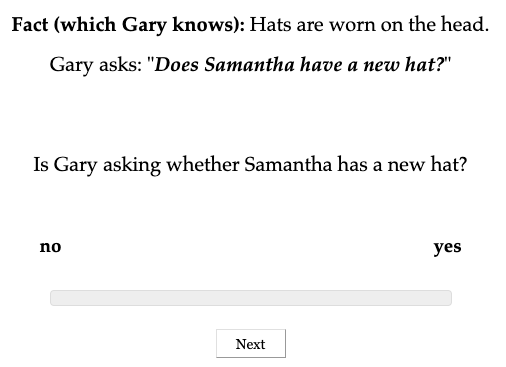 Fact (which Gary knows): Hats are worn on the head.
Gary asks: "Does Samantha have a new hat?"
Is Gary asking whether Samantha has a new hat?
no yes
Next